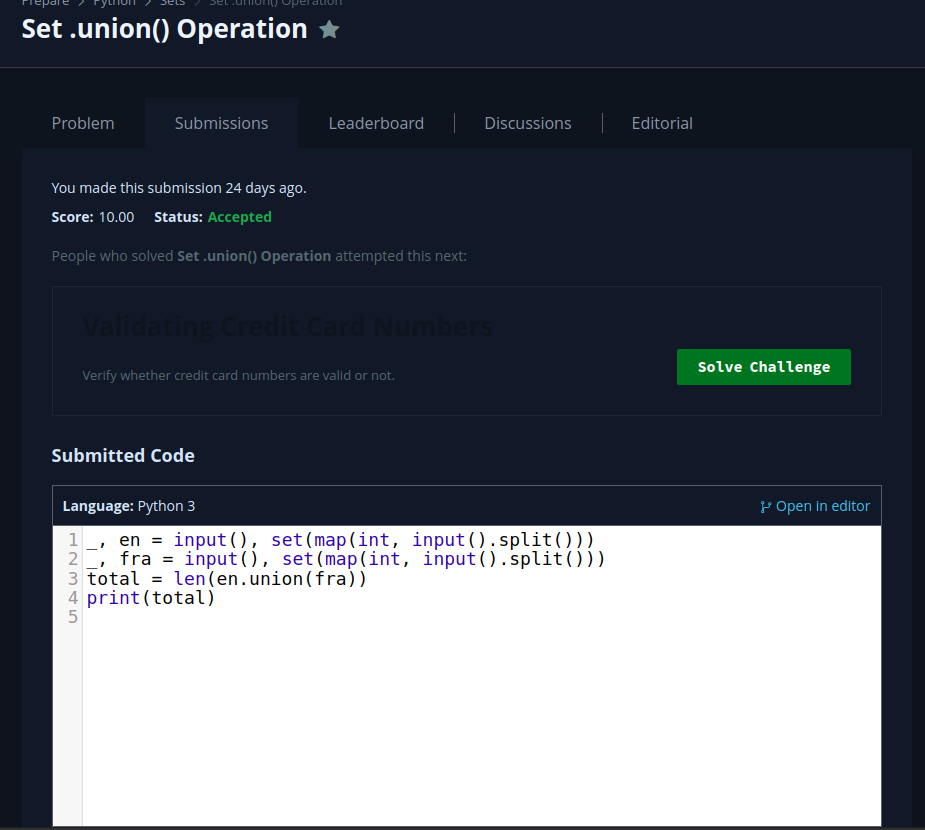 Prepare > Python > Sets > Set .union() Operation
Set .union() Operation
Problem Submissions Leaderboard Discussions Editorial
You made this submission 24 days ago.
Score: 10.00 Status: Accepted
People who solved Set .union() Operation attempted this next:
Validating Credit Card Numbers
Verify whether credit card numbers are valid or not.
Solve Challenge
Submitted Code
Language: Python 3 Open in editor
1 _, en = input(), set(map(int, input().split()))
2 _, fra = input(), set(map(int, input().split()))
3 total = len(en.union(fra))
4 print(total)
5